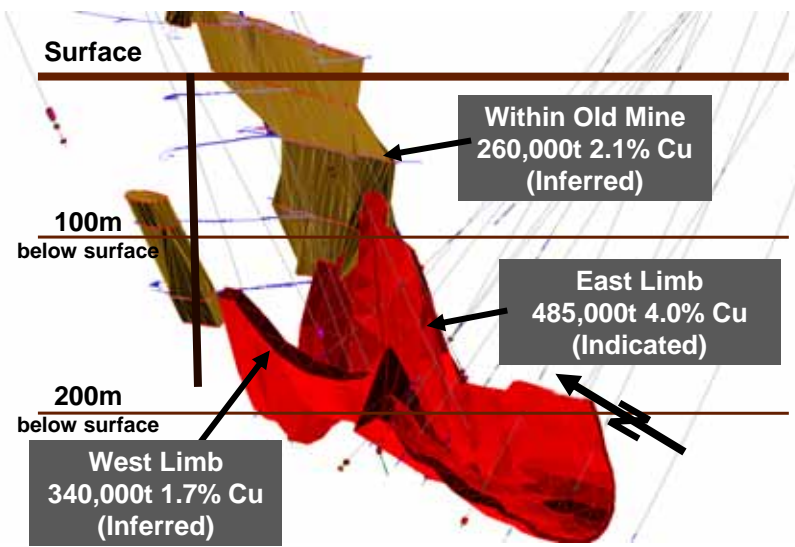 Surface
Within Old Mine
260,000t 2.1% Cu
(Inferred)
100m
below surface
East Limb
485,000t 4.0% Cu
(Indicated)
200m
below surface
N
West Limb
340,000t 1.7% Cu
(Inferred)